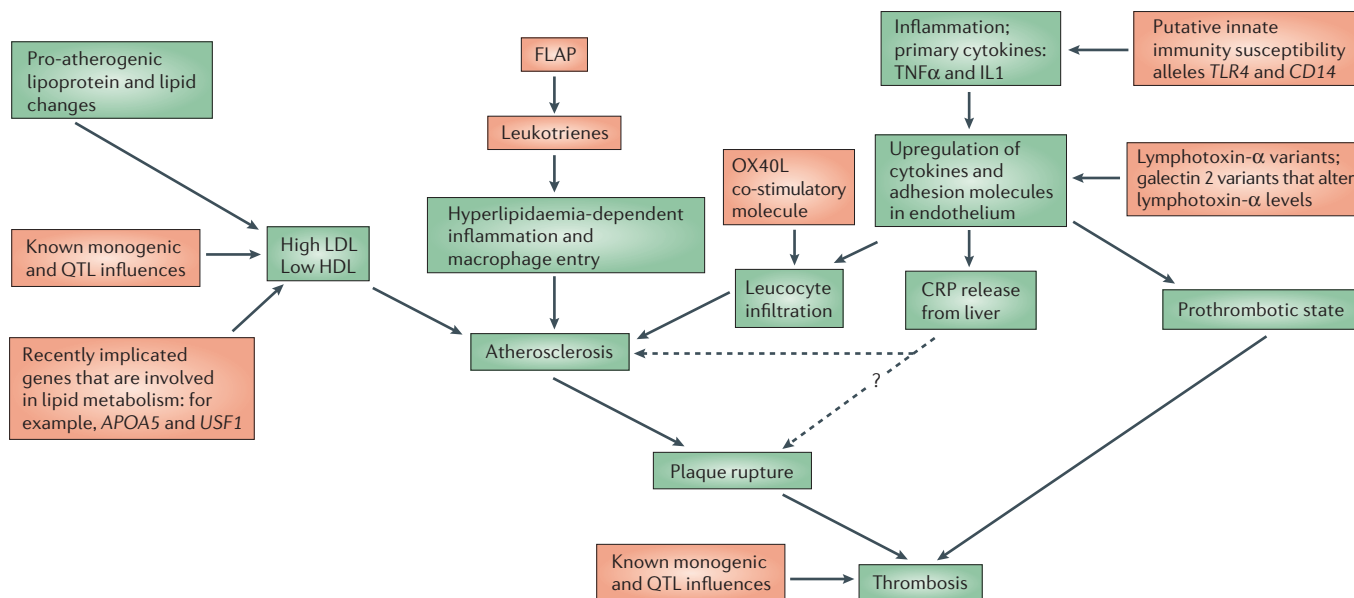 Pro-atherogenic
lipoprotein and lipid
changes
FLAP
Inflammation;
primary cytokines:
TNFα and IL1
Putative innate
immunity susceptibility
alleles TLR4 and CD14
Leukotrienes
OX40L
co-stimulatory
molecule
Upregulation of
cytokines and
adhesion molecules
in endothelium
Lymphotoxin-α variants;
galectin 2 variants that alter
lymphotoxin-α levels
Known monogenic
and QTL influences
High LDL
Low HDL
Hyperlipidaemia-dependent
inflammation and
macrophage entry
Leucocyte
infiltration
CRP release
from liver
Prothrombotic state
Recently implicated
genes that are involved
in lipid metabolism: for
example, APOA5 and USF1
Atherosclerosis
?
Plaque rupture
Known monogenic
and QTL influences
Thrombosis